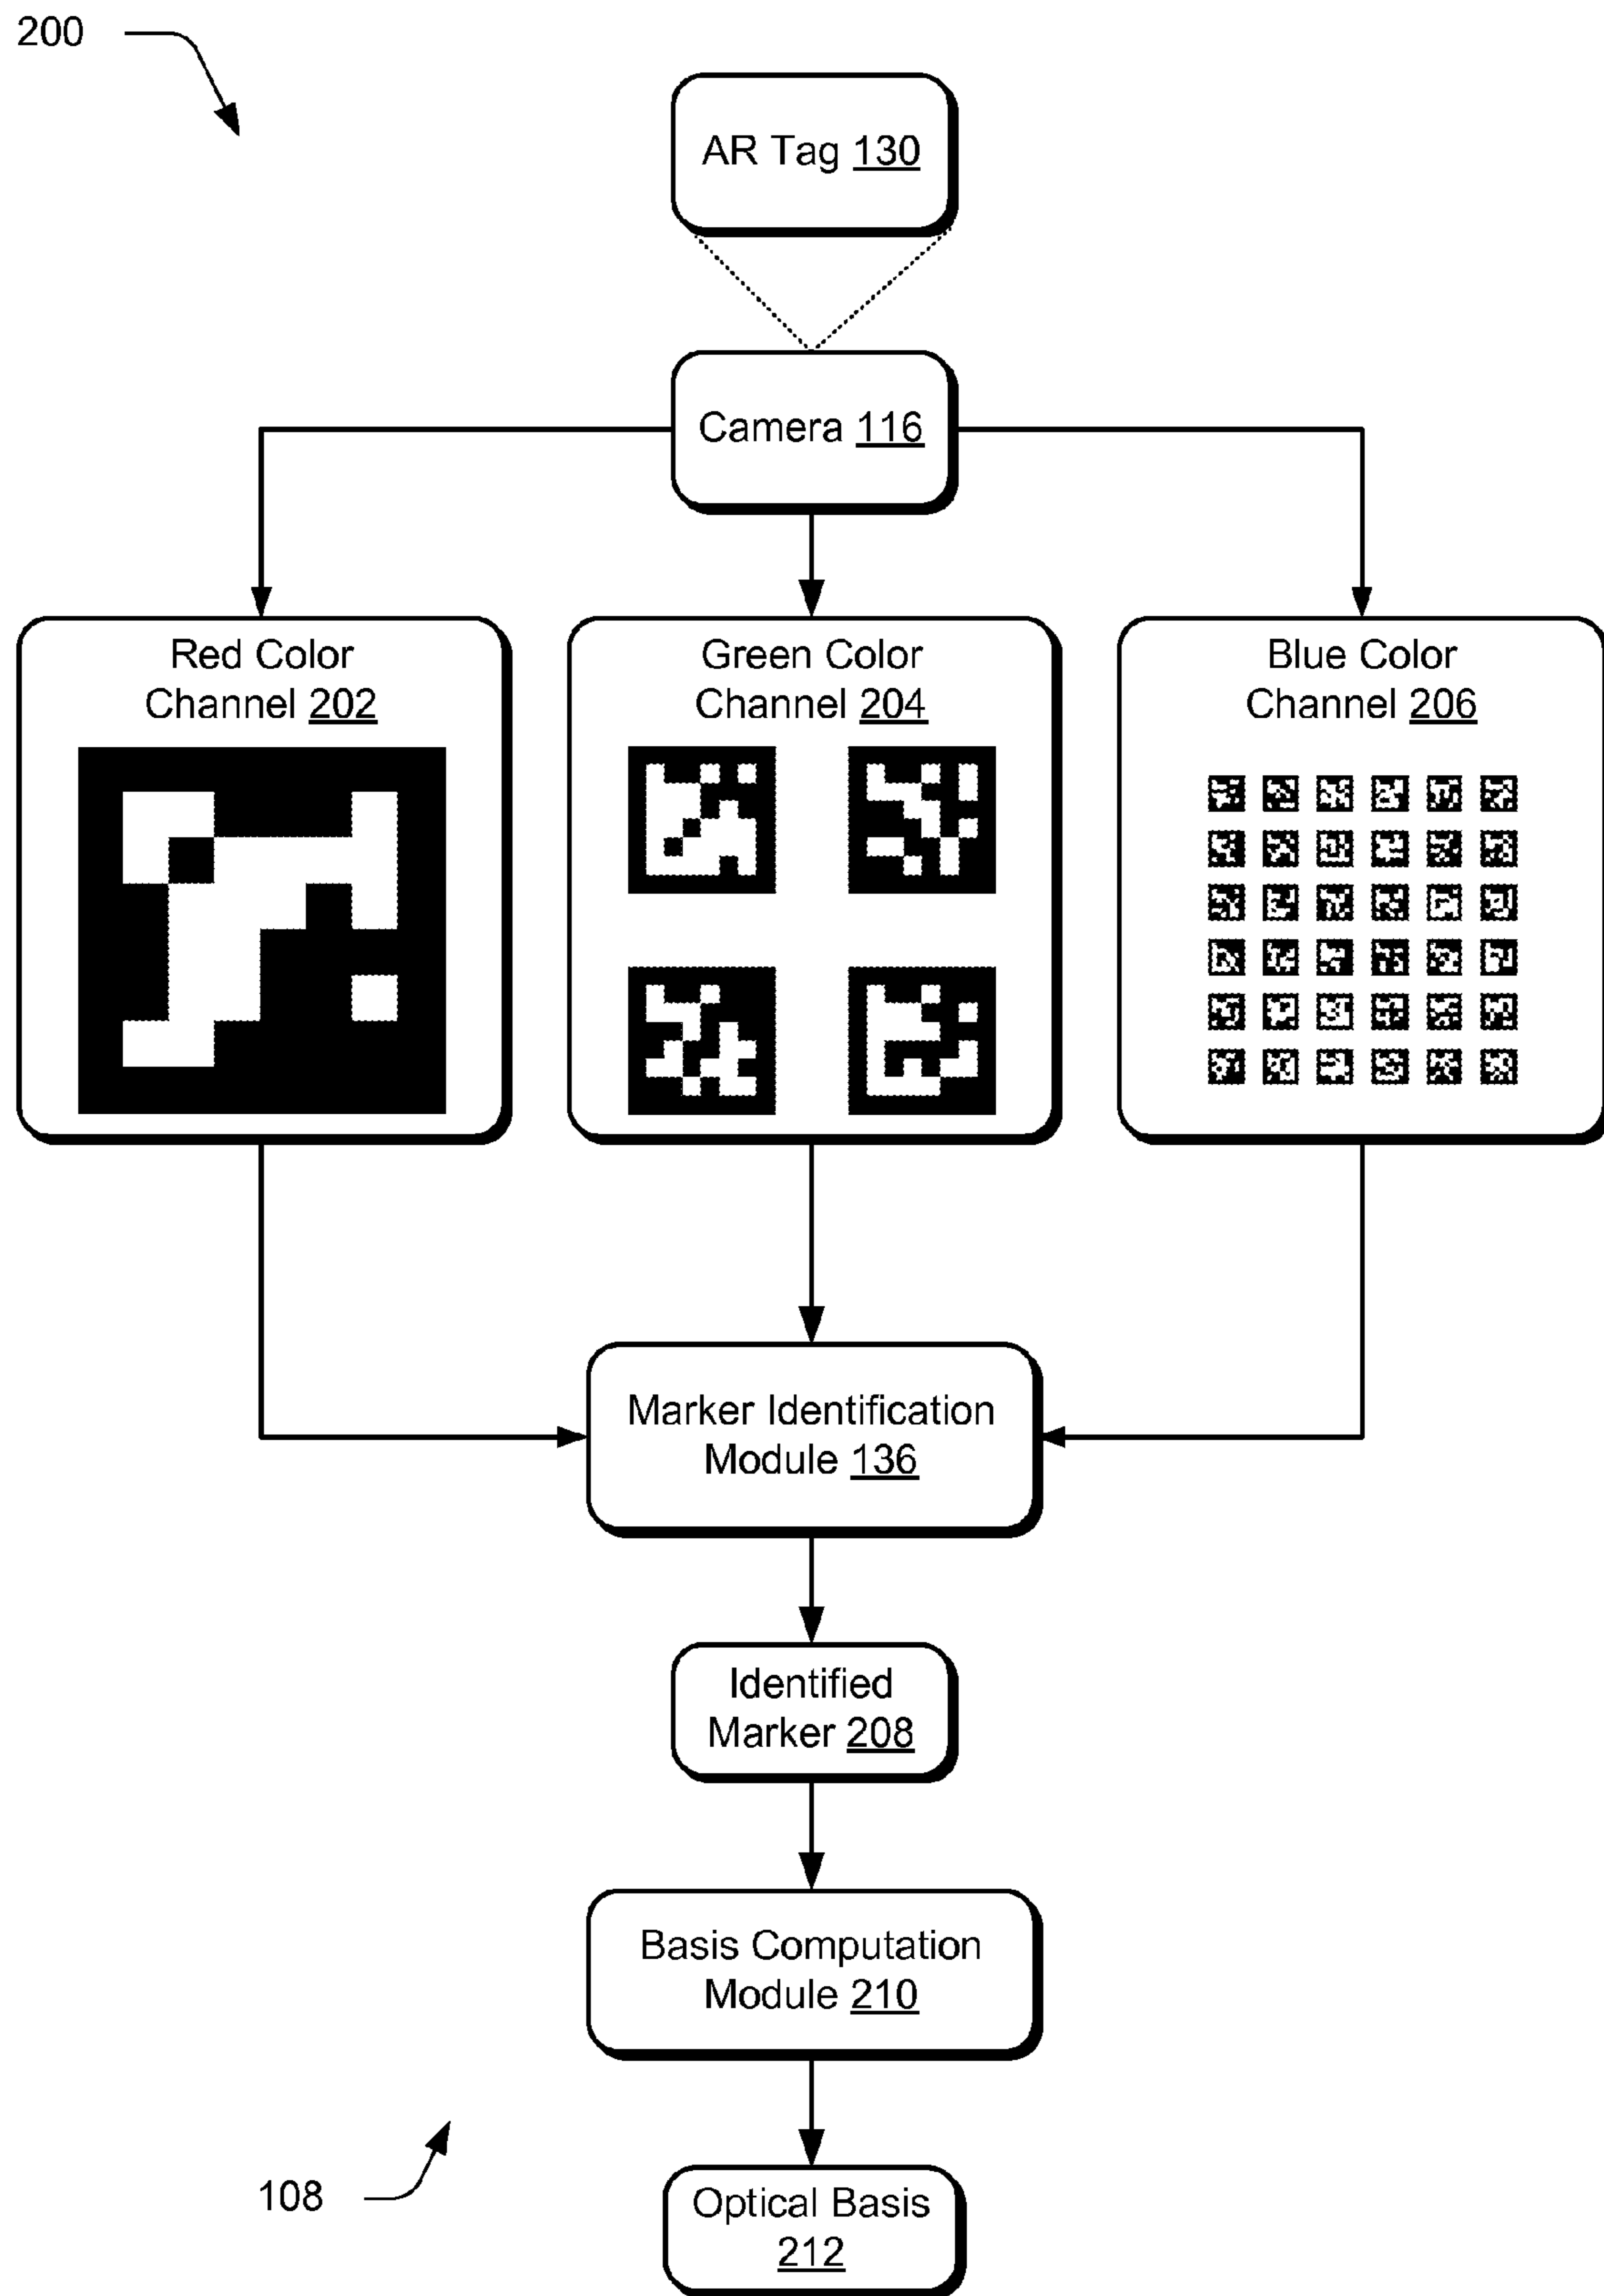 200
AR Tag 130
Camera 116
Red Color
Channel 202
Green Color
Channel 204
Blue Color
Channel 206
Marker Identification
Module 136
Identified
Marker 208
Basis Computation
Module 210
108
Optical Basis
212